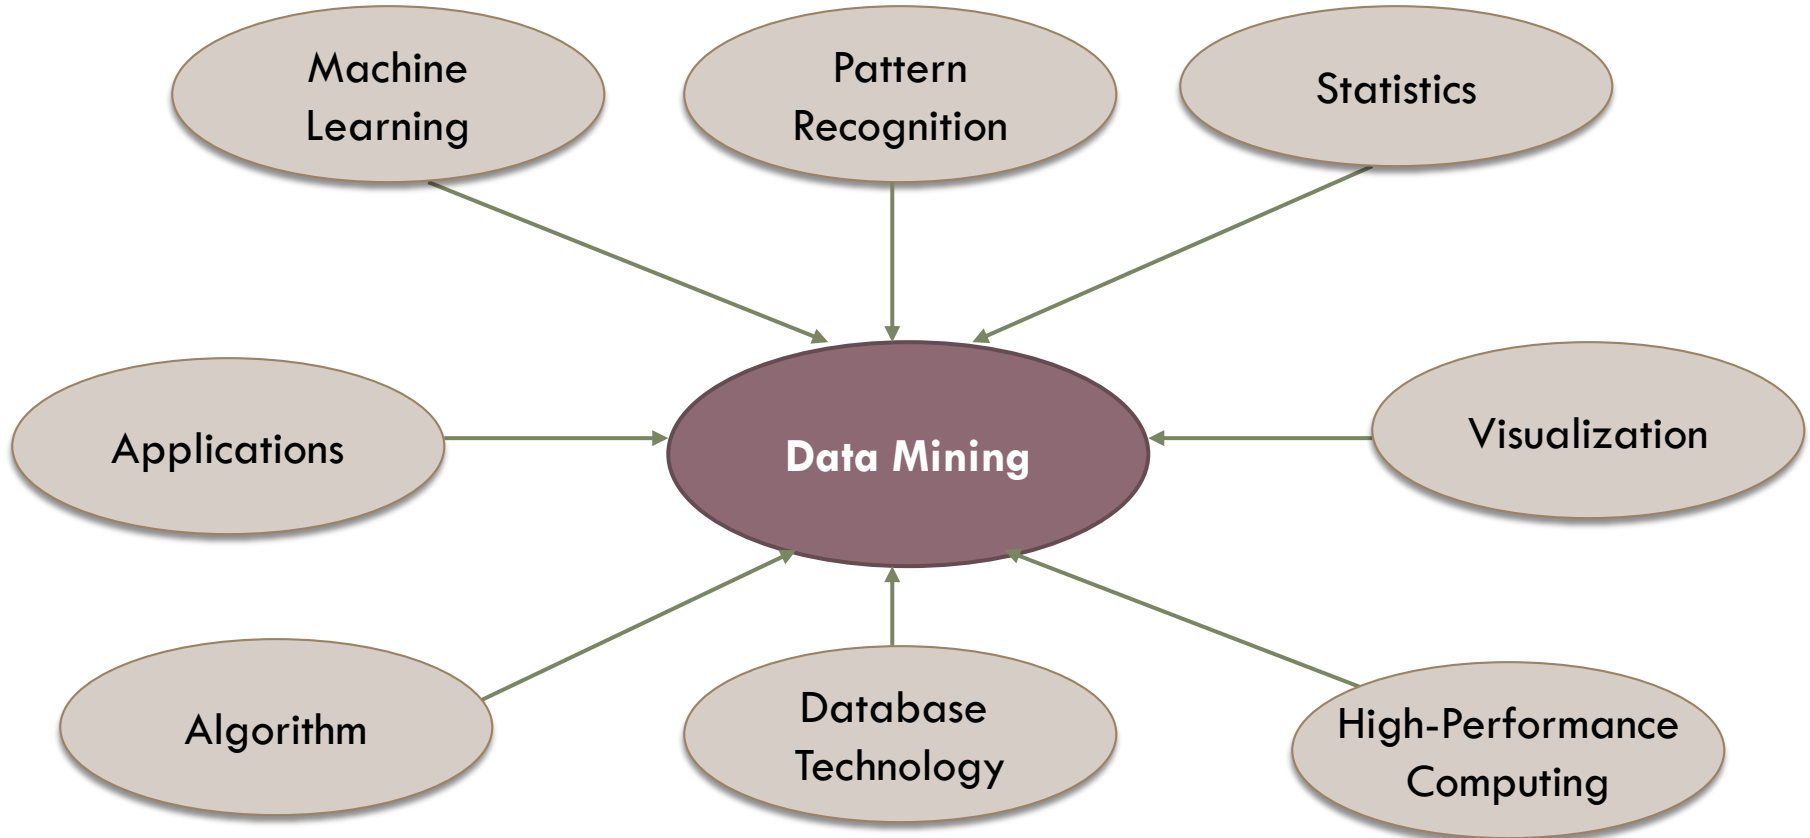 Machine
Learning
Pattern
Recognition
Statistics
Applications
Data Mining
Visualization
Algorithm
Database
Technology
High-Performance
Computing